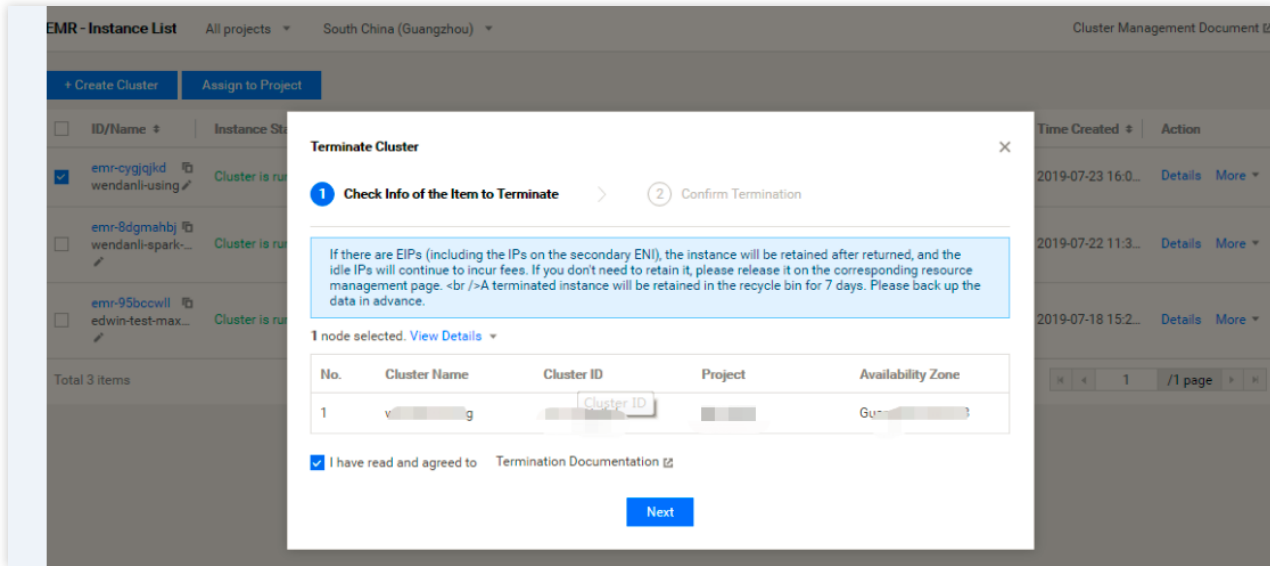 EMR - Instance List All projects South China (Guangzhou) Cluster Management Document
+ Create Cluster Assign to Project
ID/Name Instance Sta Time Created Action
emr-cygjqjkd
wendanli-using
Cluster is run 2019-07-23 16:0... Details More
emr-8dgmahbj
wendanli-spark-...
Cluster is run 2019-07-22 11:3... Details More
emr-95bccwll
edwin-test-max...
Cluster is run 2019-07-18 15:2... Details More
Total 3 items 1 /1 page
Terminate Cluster
1 Check Info of the Item to Terminate 2 Confirm Termination
If there are EIPs (including the IPs on the secondary ENI), the instance will be retained after returned, and the
idle IPs will continue to incur fees. If you don't need to retain it, please release it on the corresponding resource
management page. <br />A terminated instance will be retained in the recycle bin for 7 days. Please back up the
data in advance.
1 node selected. View Details
No. Cluster Name Cluster ID Project Availability Zone
Cluster ID
1
I have read and agreed to Termination Documentation
Next